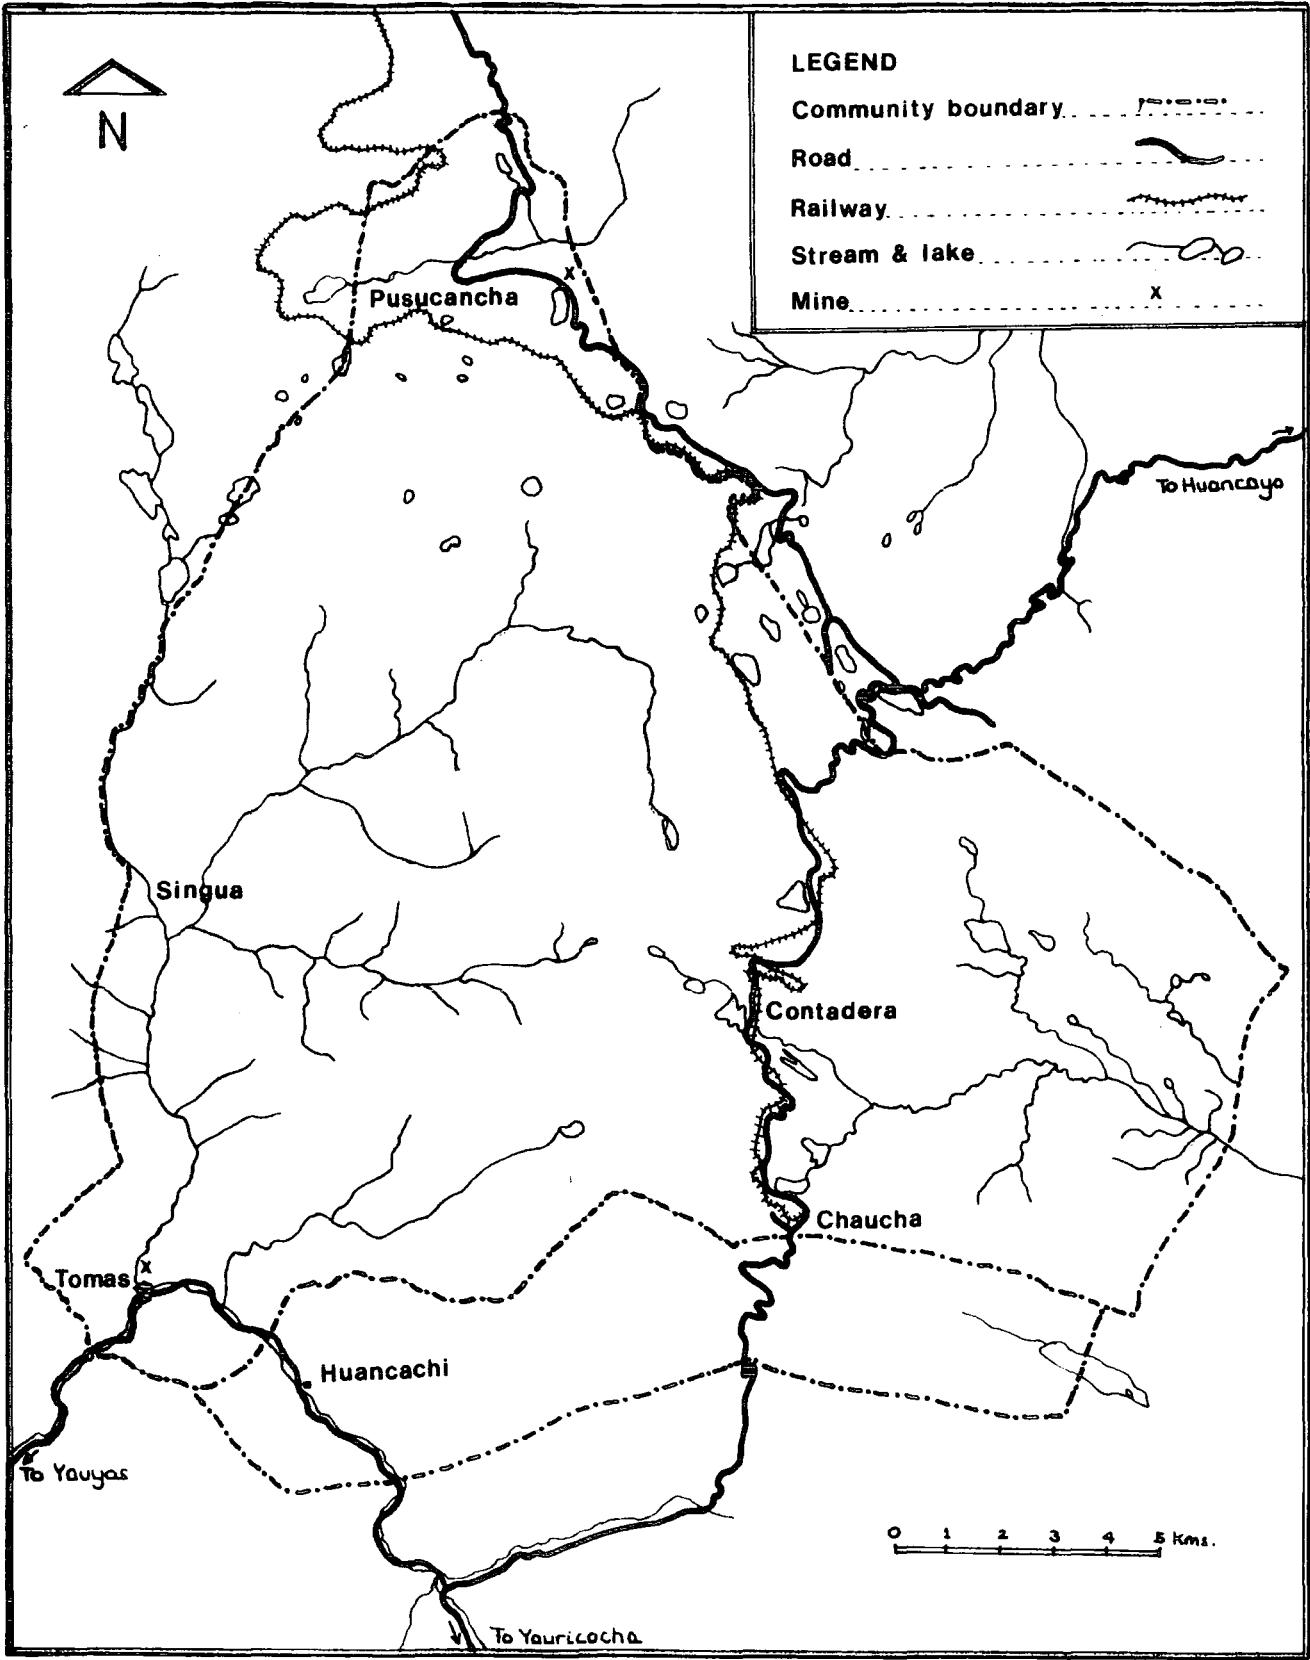 LEGEND
Community boundary
Road
Railway
Stream & lake
Mine x
N
x
Pusucancha
To Huancayo
Singua
Contadera
Chaucha
x
Tomas
Huancachi
To Yauyos
0 1 2 3 4 5 kms.
To Yauricocha